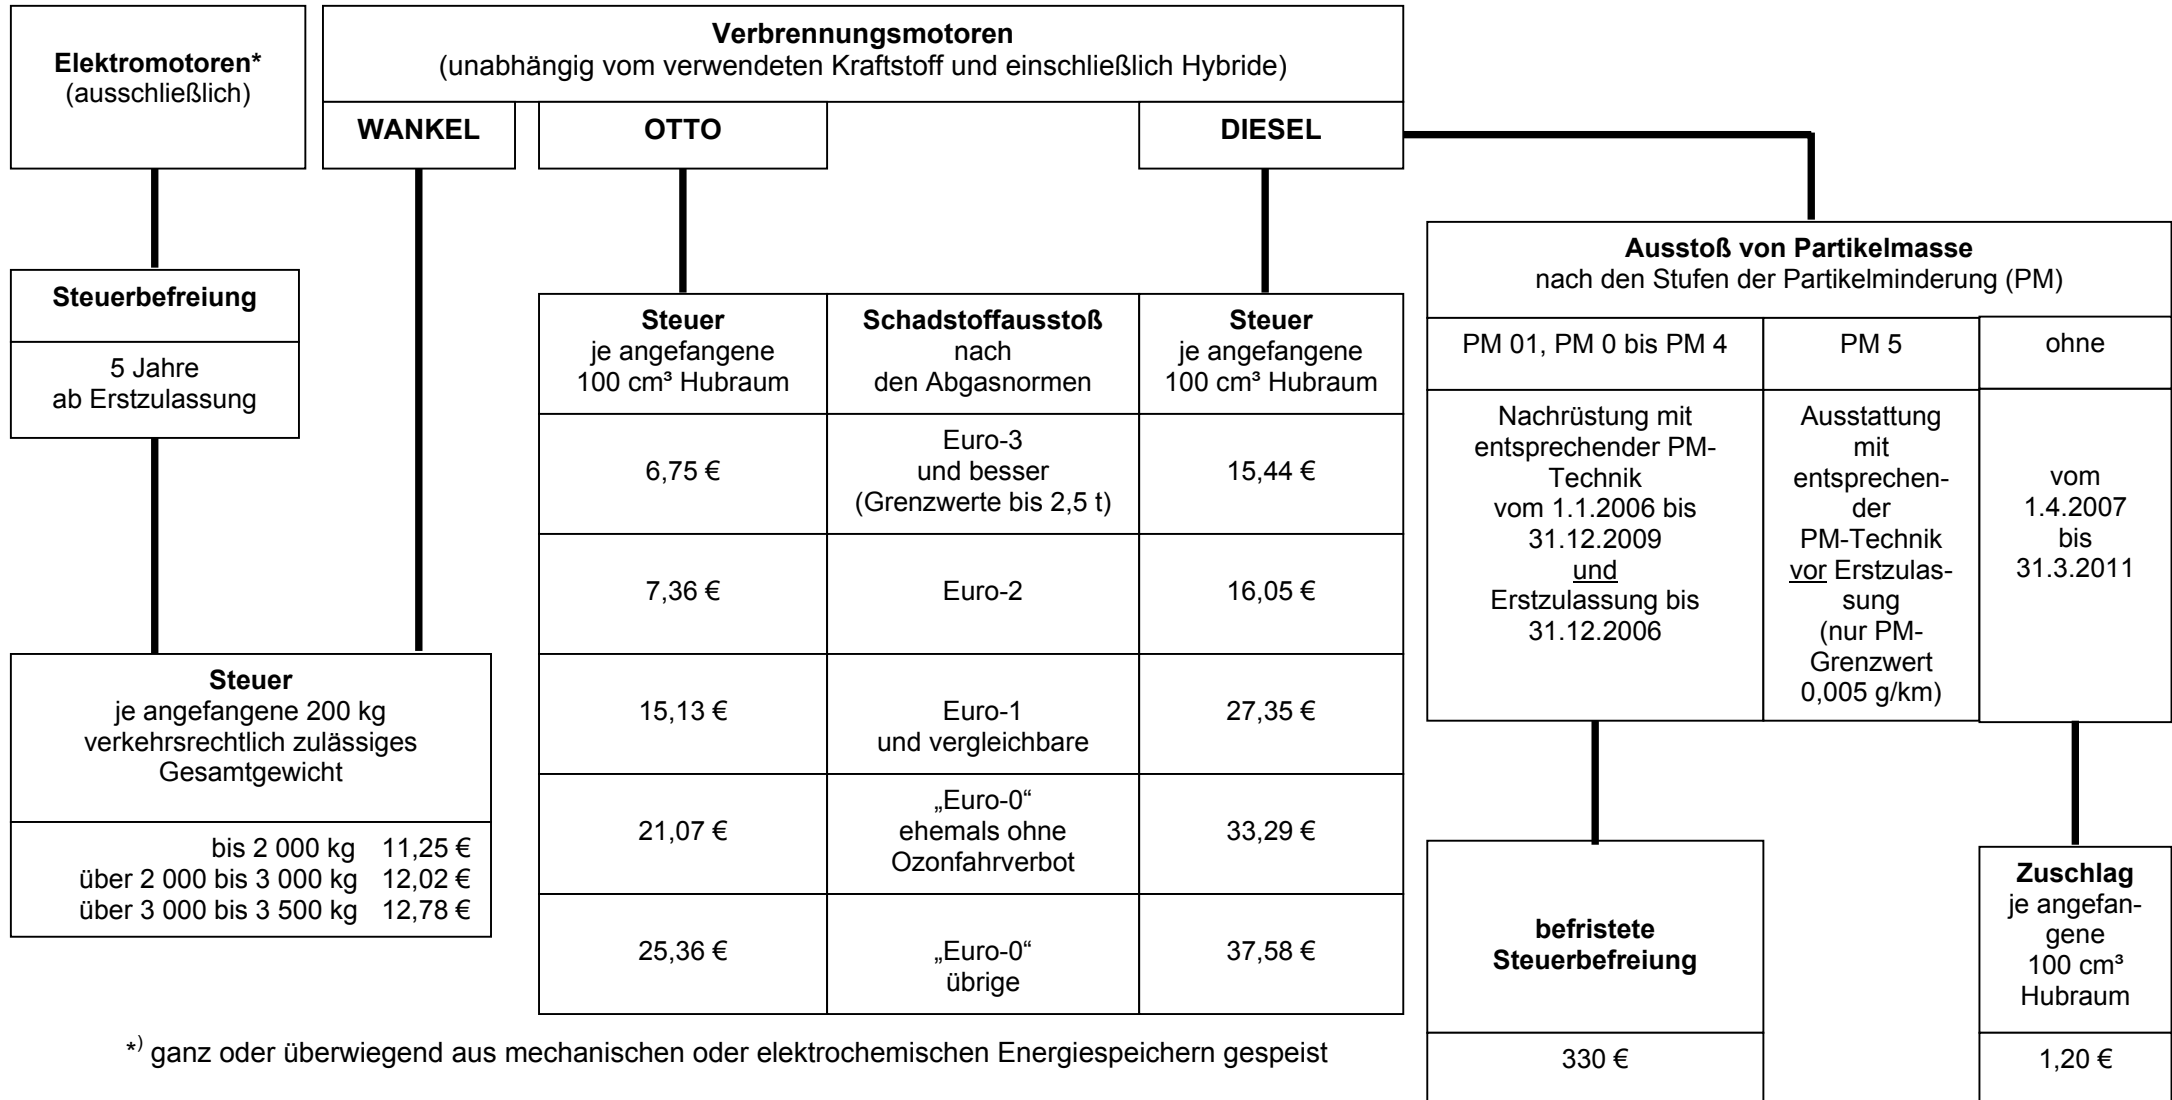 Elektromotoren*
(ausschließlich)
Verbrennungsmotoren
(unabhängig vom verwendeten Kraftstoff und einschließlich Hybride)
WANKEL
OTTO
DIESEL
Steuerbefreiung
5 Jahre
ab Erstzulassung
Steuer
je angefangene 200 kg
verkehrsrechtlich zulässiges
Gesamtgewicht
bis 2 000 kg 11,25 €
über 2 000 bis 3 000 kg 12,02 €
über 3 000 bis 3 500 kg 12,78 €
Steuer
je angefangene
100 cm³ Hubraum
Schadstoffausstoß
nach
den Abgasnormen
Steuer
je angefangene
100 cm³ Hubraum
6,75 €
Euro-3
und besser
(Grenzwerte bis 2,5 t)
15,44 €
7,36 €
Euro-2
16,05 €
15,13 €
Euro-1
und vergleichbare
27,35 €
21,07 €
„Euro-0“
ehemals ohne
Ozonfahrverbot
33,29 €
25,36 €
„Euro-0“
übrige
37,58 €
Ausstoß von Partikelmasse
nach den Stufen der Partikelminderung (PM)
PM 01, PM 0 bis PM 4
PM 5
ohne
Nachrüstung mit
entsprechender PM-
Technik
vom 1.1.2006 bis
31.12.2009
und
Erstzulassung bis
31.12.2006
Ausstattung
mit
entsprechen-
der
PM-Technik
vor Erstzulas-
sung
(nur PM-
Grenzwert
0,005 g/km)
vom
1.4.2007
bis
31.3.2011
befristete
Steuerbefreiung
330 €
Zuschlag
je angefan-
gene
100 cm³
Hubraum
1,20 €
*) ganz oder überwiegend aus mechanischen oder elektrochemischen Energiespeichern gespeist